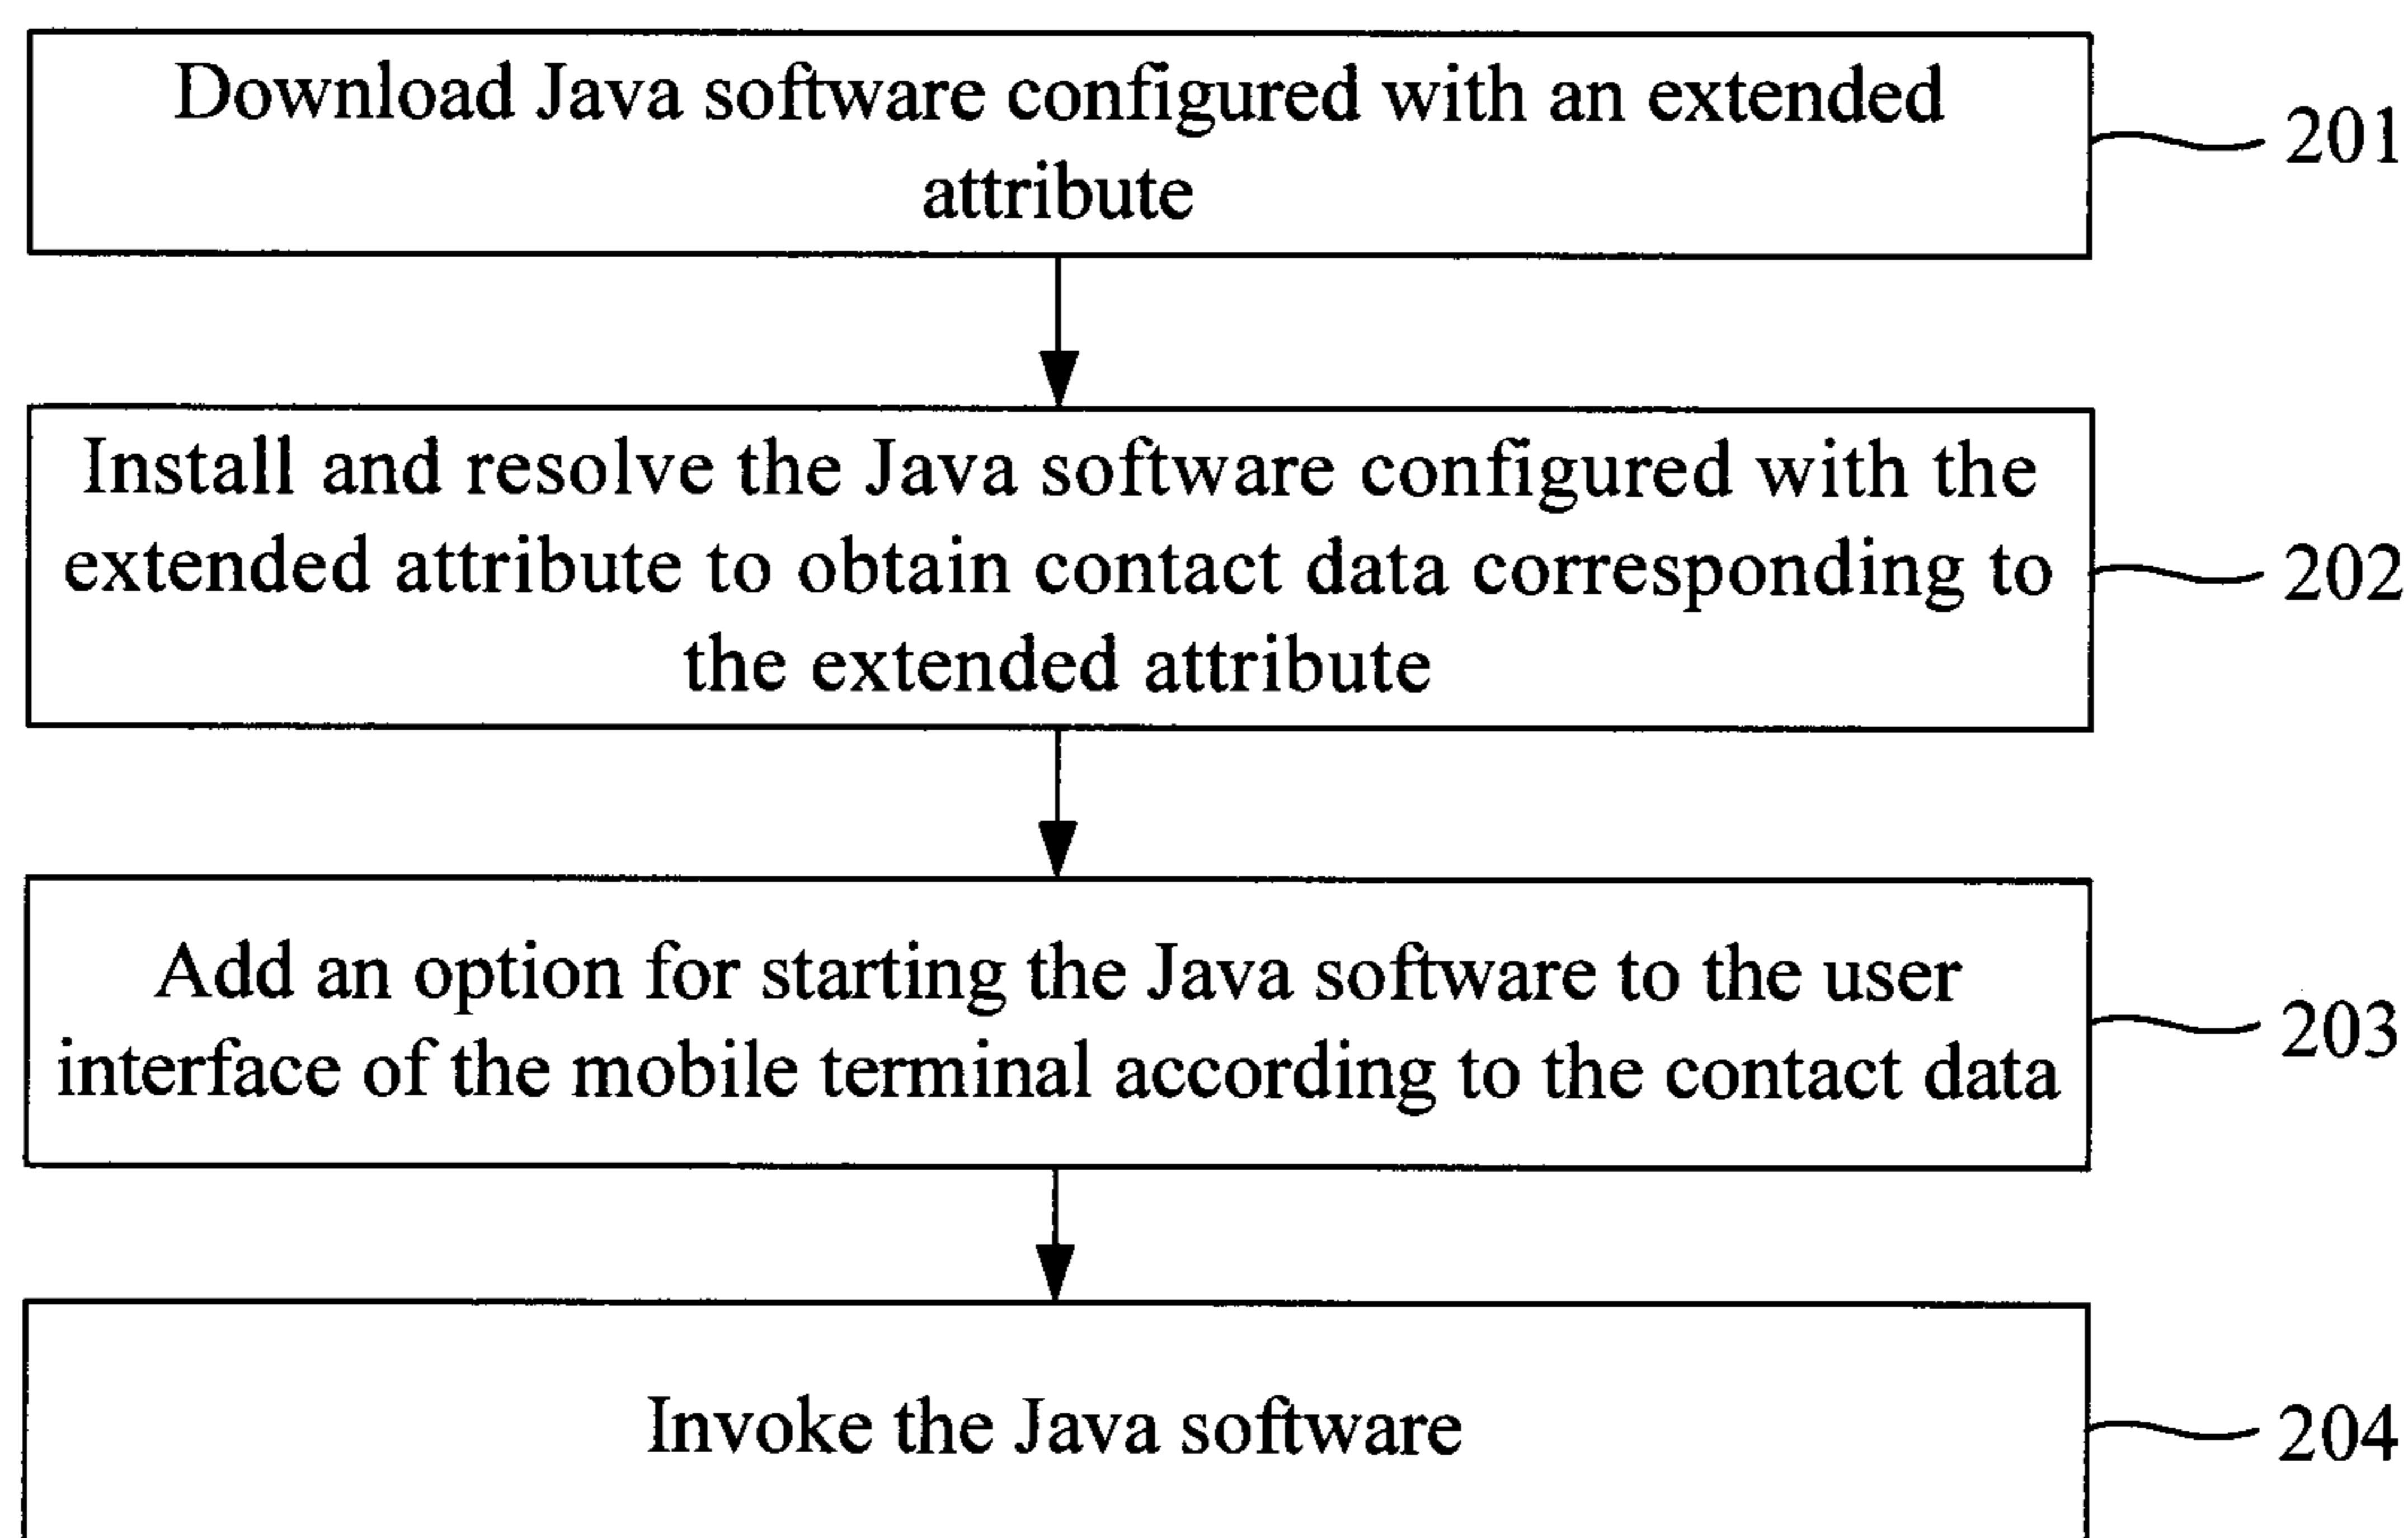 Download Java software configured with an extended
attribute
201
Install and resolve the Java software configured with the
extended attribute to obtain contact data corresponding to
the extended attribute
202
Add an option for starting the Java software to the user
interface of the mobile terminal according to the contact data
203
Invoke the Java software
204